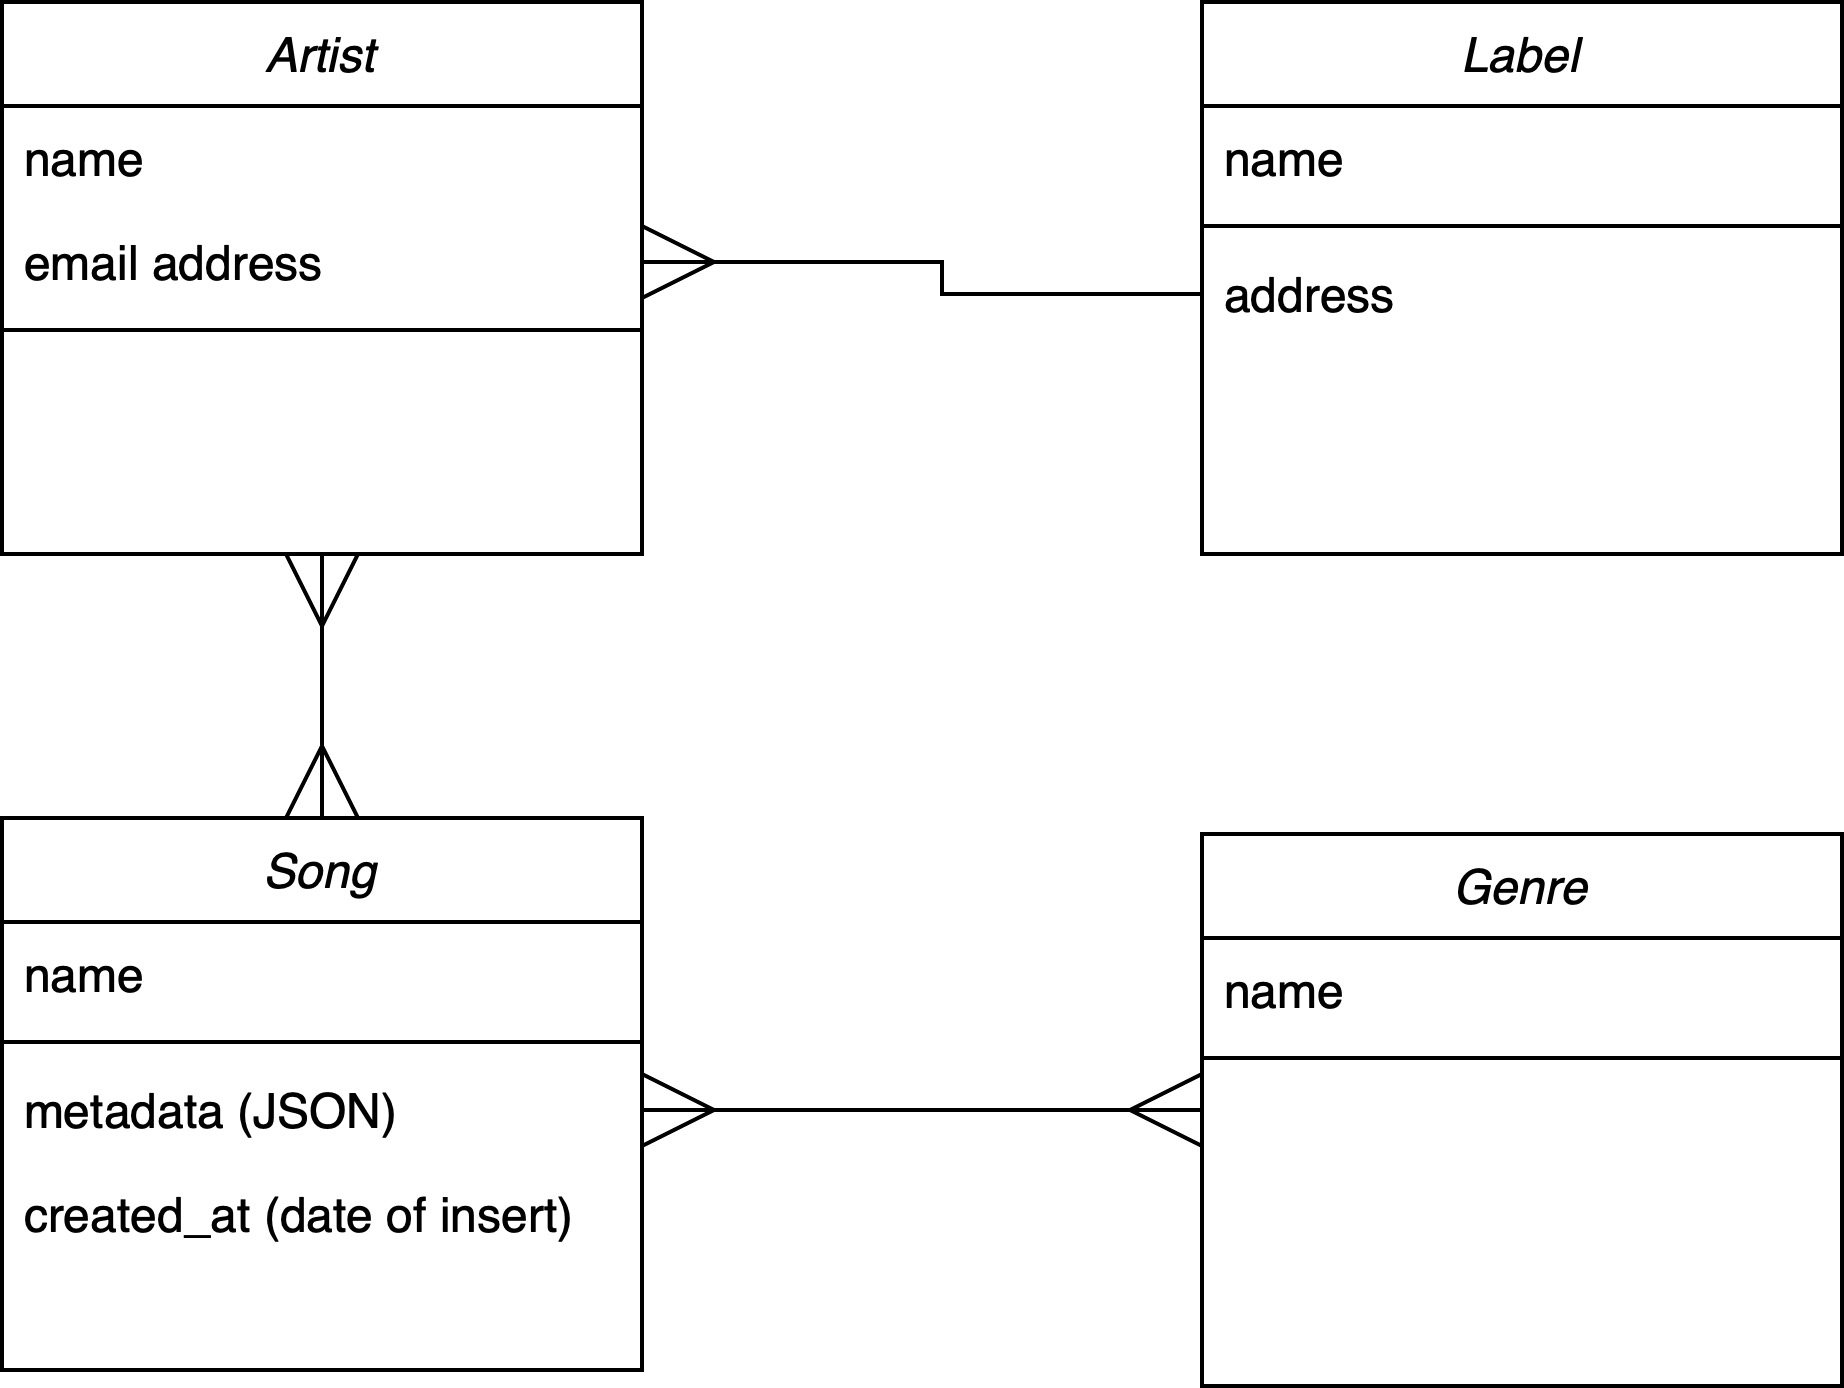 Artist
name
email address
Label
name
address
Song
name
metadata (JSON)
created_at (date of insert)
Genre
name